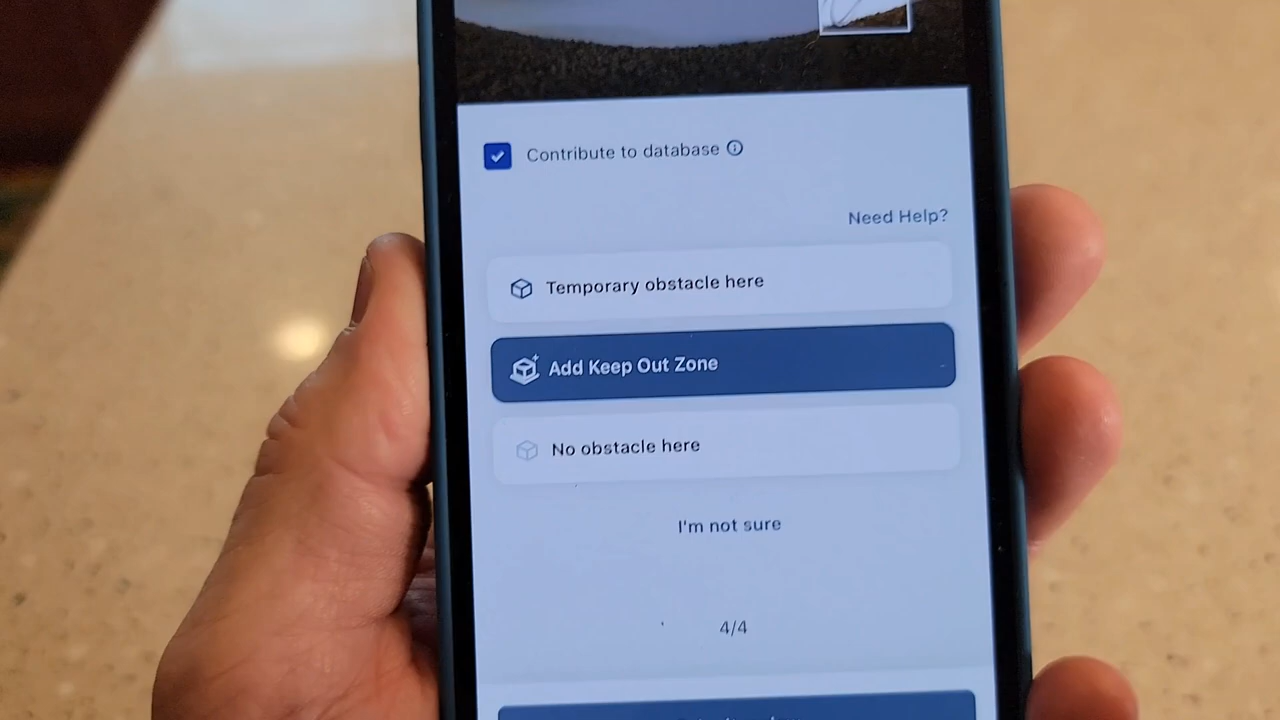 Contribute to database
Need Help?
Temporary obstacle here
Add Keep Out Zone
No obstacle here
I'm not sure
4/4